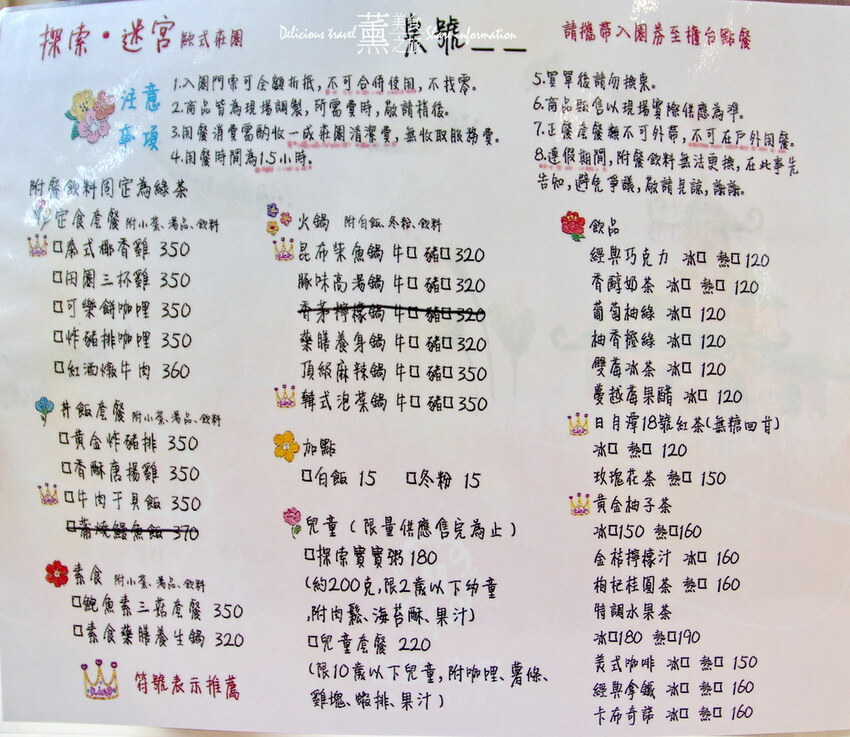 探索·迷宮 歐式莊園
Delicious travel 薰 美食之旅 Share information
桌號＿＿
請攜帶入園券至櫃台點餐
注意事項
1.入園門票可全額折抵,不可合併使用,不找零。
2.商品皆為現場調製,所需費時,敬請稍後。
3.用餐消費需酌收一成莊園清潔費,無收取服務費。
4.用餐時間為1.5小時。
5.買單後請勿換桌。
6.商品販售以現場實際供應為準。
7.正餐套餐類不可外帶,不可在戶外用餐。
8.連假期間,附餐飲料無法更換,在此事先
告知,避免爭議,敬請見諒,謝謝。
附餐飲料固定為綠茶
定食套餐 附小菜、湯品、飲料
□泰式椰香雞 350
□田園三杯雞 350
□可樂餅咖哩 350
□炸豬排咖哩 350
□紅酒燉牛肉 360
丼飯套餐 附小菜、湯品、飲料
□黃金炸豬排 350
□香酥唐揚雞 350
□牛肉干貝飯 350
□蒲燒鰻魚飯 370
素食 附小菜、湯品、飲料
□鮑魚素三菇套餐 350
□素食藥膳養生鍋 320
符號表示推薦
火鍋 附白飯、冬粉、飲料
昆布柴魚鍋 牛□ 豬□ 320
豚味高湯鍋 牛□ 豬□ 320
香茅檸檬鍋 牛□ 豬□ 320
藥膳養身鍋 牛□ 豬□ 320
頂級麻辣鍋 牛□ 豬□ 350
韓式泡菜鍋 牛□ 豬□ 350
加點
□白飯 15 □冬粉 15
兒童(限量供應售完為止)
□探索寶寶粥 180
(約200克,限2歲以下幼童
,附肉鬆、海苔酥、果汁)
□兒童套餐 220
(限10歲以下兒童,附咖哩、薯條、
雞塊、蝦排、果汁)
飲品
經典巧克力 冰□ 熱□ 120
香醇奶茶 冰□ 熱□ 120
葡萄柚綠 冰□ 120
柚香橙綠 冰□ 120
雙莓冰茶 冰□ 120
蔓越莓果醋 冰□ 120
日月潭18號紅茶(無糖回甘)
冰□ 熱□ 120
玫瑰花茶 熱□ 150
黃金柚子茶
冰□150 熱□160
金桔檸檬汁 冰□ 160
枸杞桂圓茶 熱□ 160
特調水果茶
冰□180 熱□190
美式咖啡 冰□ 熱□ 150
經典拿鐵 冰□ 熱□ 160
卡布奇諾 冰□ 熱□ 160